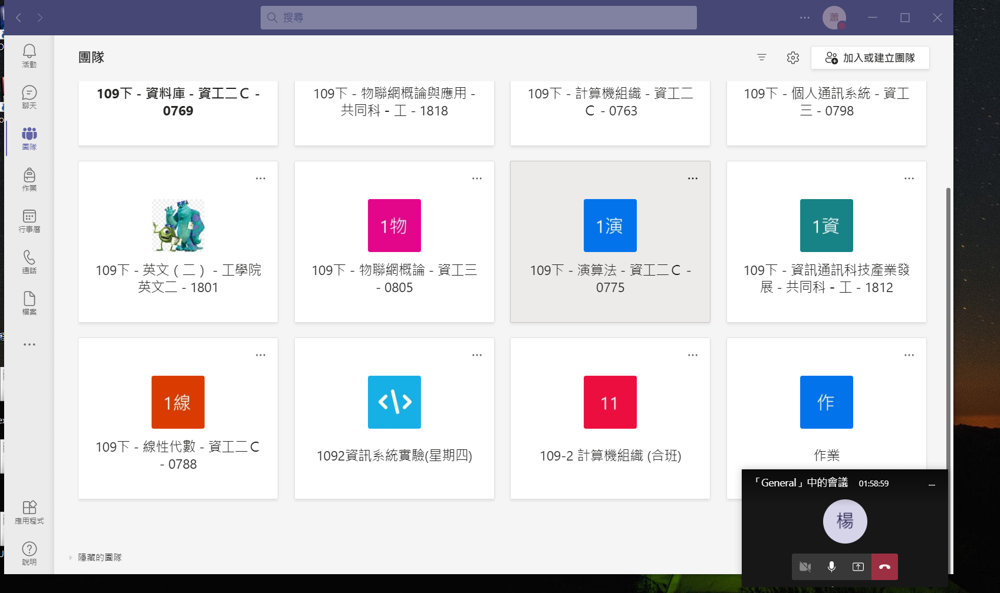 搜尋
蕭
活動
聊天
團隊
作業
行事曆
通話
檔案
應用程式
說明
團隊
加入或建立團隊
109下 - 資料庫 - 資工二C -
0769
109下 - 物聯網概論與應用 -
共同科 - 工 - 1818
109下 - 計算機組織 - 資工二
C - 0763
109下 - 個人通訊系統 - 資工
三 - 0798
109下 - 英文（二） - 工學院
英文二 - 1801
1物
109下 - 物聯網概論 - 資工三
- 0805
1演
109下 - 演算法 - 資工二C -
0775
1資
109下 - 資訊通訊科技產業發
展 - 共同科 - 工 - 1812
1線
109下 - 線性代數 - 資工二C
- 0788
1092資訊系統實驗(星期四)
11
109-2 計算機組織 (合班)
作
作業
隱藏的團隊
「General」中的會議 01:58:59
楊